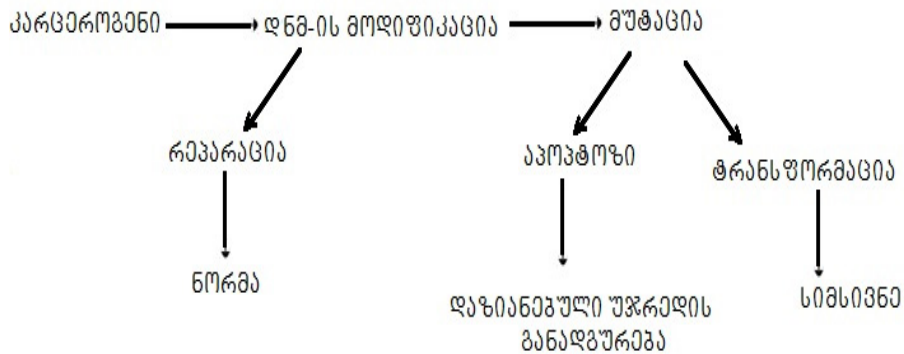 კარცეროგენი დნმ-ის მოდიფიკაცია მუტაცია
რეპარაცია აპოპტოზი ტრანსფორმაცია
ნორმა დაზიანებული უჯრედის განადგურება სიმსივნე